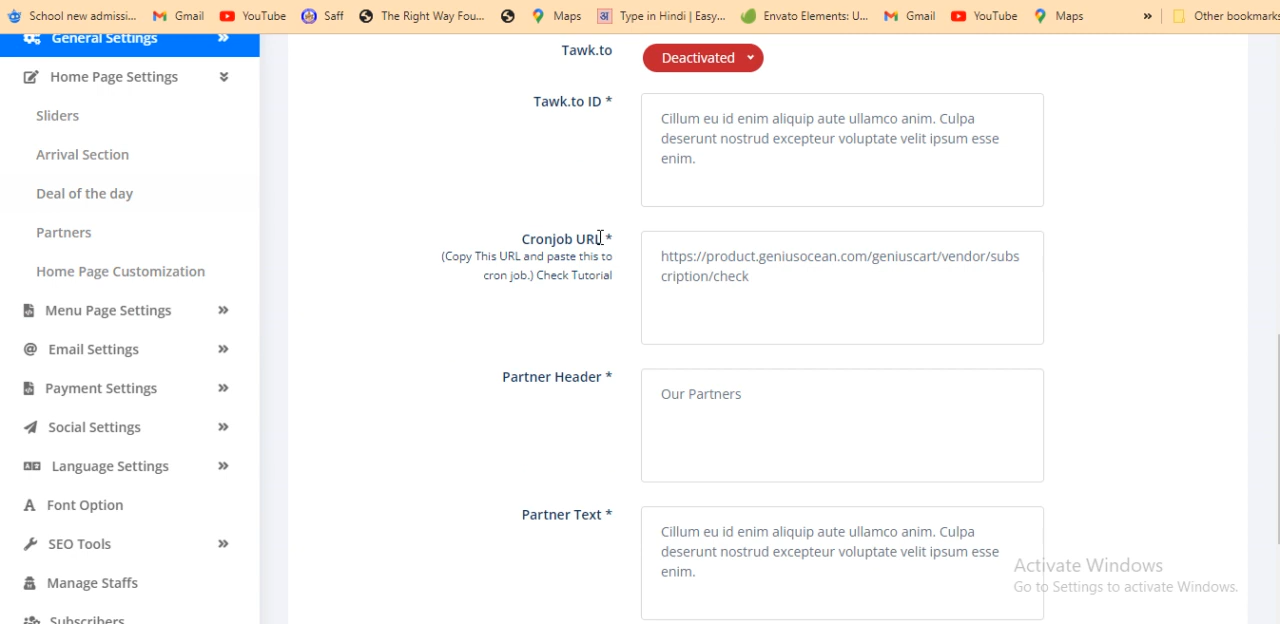 School new admissi...
Gmail
YouTube
Saff
The Right Way Fou...
Maps
Type in Hindi | Easy...
Envato Elements: U...
Gmail
YouTube
Maps
»
Other bookmarks
General Settings
Home Page Settings
Sliders
Arrival Section
Deal of the day
Partners
Home Page Customization
Menu Page Settings
Email Settings
Payment Settings
Social Settings
Language Settings
Font Option
SEO Tools
Manage Staffs
Subscribers
Tawk.to
Deactivated
Tawk.to ID *
Cillum eu id enim aliquip aute ullamco anim. Culpa
deserunt nostrud excepteur voluptate velit ipsum esse
enim.
Cronjob URL *
(Copy This URL and paste this to
cron job.) Check Tutorial
https://product.geniusocean.com/geniuscart/vendor/subs
cription/check
Partner Header *
Our Partners
Partner Text *
Cillum eu id enim aliquip aute ullamco anim. Culpa
deserunt nostrud excepteur voluptate velit ipsum esse
enim.
Activate Windows
Go to Settings to activate Windows.